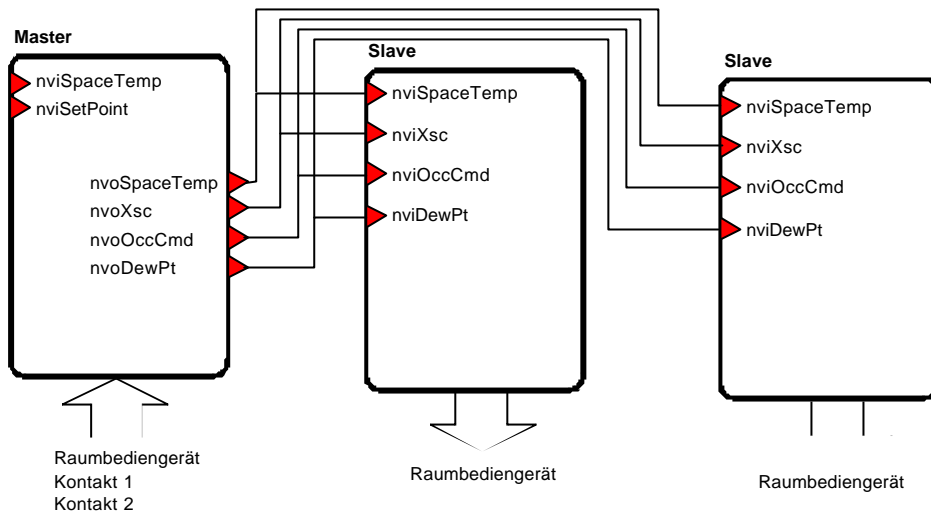 Master
nviSpaceTemp
nviSetPoint
nvoSpaceTemp
nvoXsc
nvoOccCmd
nvoDewPt
Raumbediengerät
Kontakt 1
Kontakt 2
Slave
nviSpaceTemp
nviXsc
nviOccCmd
nviDewPt
Raumbediengerät
Slave
nviSpaceTemp
nviXsc
nviOccCmd
nviDewPt
Raumbediengerät